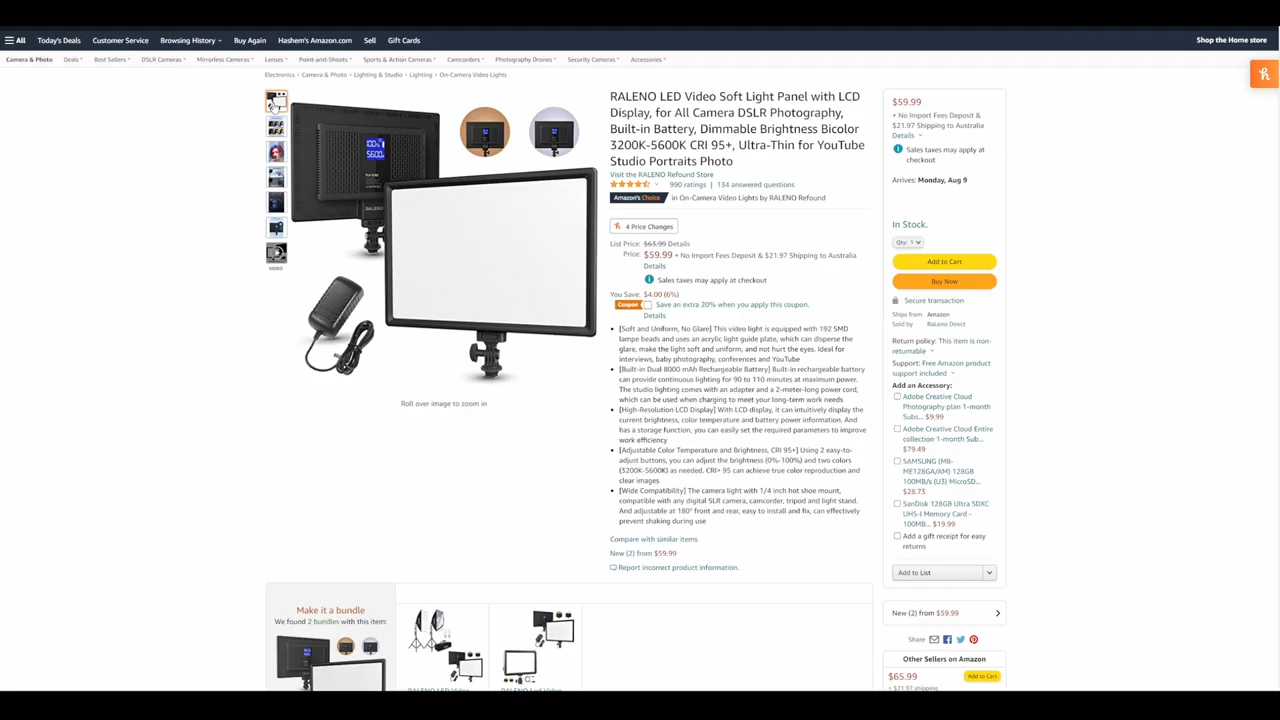 All Today's Deals Customer Service Browsing History Buy Again Hashem's Amazon.com Sell Gift Cards Shop the Home store
Camera & Photo Deals Best Sellers DSLR Cameras Mirrorless Cameras Lenses Point-and-Shoots Sports & Action Cameras Camcorders Photography Drones Security Cameras Accessories
Electronics › Camera & Photo › Lighting & Studio › Lighting › On-Camera Video Lights
VIDEO
100%
5600K
RALENO
Roll over image to zoom in
RALENO LED Video Soft Light Panel with LCD
Display, for All Camera DSLR Photography,
Built-in Battery, Dimmable Brightness Bicolor
3200K-5600K CRI 95+, Ultra-Thin for YouTube
Studio Portraits Photo
Visit the RALENO Refound Store
990 ratings | 134 answered questions
Amazon's Choice in On-Camera Video Lights by RALENO Refound
4 Price Changes
List Price: $63.99 Details
Price: $59.99 + No Import Fees Deposit & $21.97 Shipping to Australia
Details
Sales taxes may apply at checkout
You Save: $4.00 (6%)
Coupon Save an extra 20% when you apply this coupon.
Details
• [Soft and Uniform, No Glare] This video light is equipped with 192 SMD
lampe beads and uses an acrylic light guide plate, which can disperse the
glare, make the light soft and uniform, and not hurt the eyes. Ideal for
interviews, baby photography, conferences and YouTube
• [Built-in Dual 8000 mAh Rechargeable Battery] Built-in rechargeable battery
can provide continuous lighting for 90 to 110 minutes at maximum power.
The studio lighting comes with an adapter and a 2-meter-long power cord,
which can be used when charging to meet your long-term work needs
• [High-Resolution LCD Display] With LCD display, it can intuitively display the
current brightness, color temperature and battery power information. And
has a storage function, you can easily set the required parameters to improve
work efficiency
• [Adjustable Color Temperature and Brightness, CRI 95+] Using 2 easy-to-
adjust buttons, you can adjust the brightness (0%-100%) and two colors
(3200K-5600K) as needed. CRI> 95 can achieve true color reproduction and
clear images
• [Wide Compatibility] The camera light with 1/4 inch hot shoe mount,
compatible with any digital SLR camera, camcorder, tripod and light stand.
And adjustable at 180° front and rear, easy to install and fix, can effectively
prevent shaking during use
Compare with similar items
New (2) from $59.99
Report incorrect product information.
$59.99
+ No Import Fees Deposit &
$21.97 Shipping to Australia
Details
Sales taxes may apply at
checkout
Arrives: Monday, Aug 9
In Stock.
Qty: 1
Add to Cart
Buy Now
Secure transaction
Ships from Amazon
Sold by RaLeno Direct
Return policy: This item is non-
returnable
Support: Free Amazon product
support included
Add an Accessory:
Adobe Creative Cloud
Photography plan 1-month
Subs... $9.99
Adobe Creative Cloud Entire
collection 1-month Sub...
$79.49
SAMSUNG (MB-
ME128GA/AM) 128GB
100MB/s (U3) MicroSD...
$28.73
SanDisk 128GB Ultra SDXC
UHS-I Memory Card -
100MB... $19.99
Add a gift receipt for easy
returns
Add to List
New (2) from $59.99
Share
Other Sellers on Amazon
$65.99 Add to Cart
+ $21.97 shipping
Make it a bundle
We found 2 bundles with this item:
RALENO LED Video
RALENO Led Video